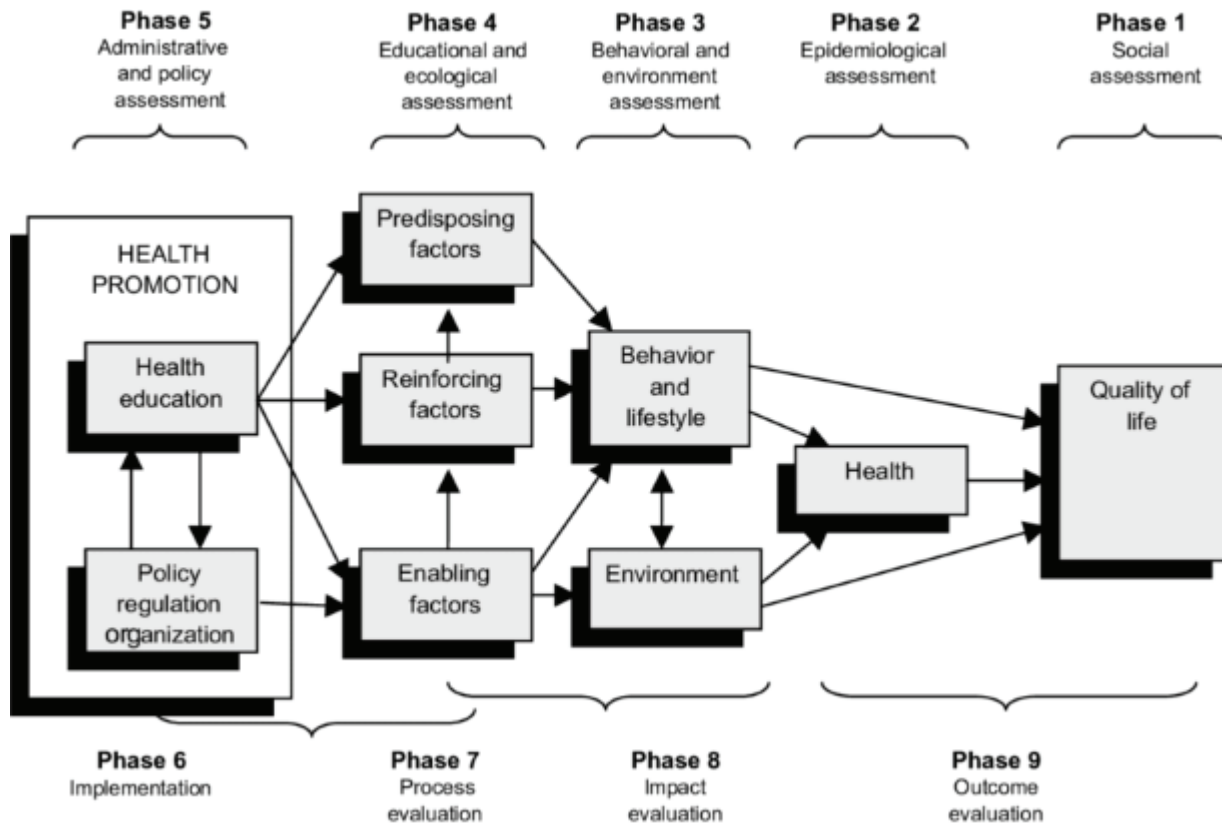 Phase 5
Administrative
and policy
assessment
Phase 4
Educational and
ecological
assessment
Phase 3
Behavioral and
environment
assessment
Phase 2
Epidemiological
assessment
Phase 1
Social
assessment
HEALTH
PROMOTION
Health
education
Policy
regulation
organization
Predisposing
factors
Reinforcing
factors
Enabling
factors
Behavior
and
lifestyle
Environment
Health
Quality of
life
Phase 6
Implementation
Phase 7
Process
evaluation
Phase 8
Impact
evaluation
Phase 9
Outcome
evaluation